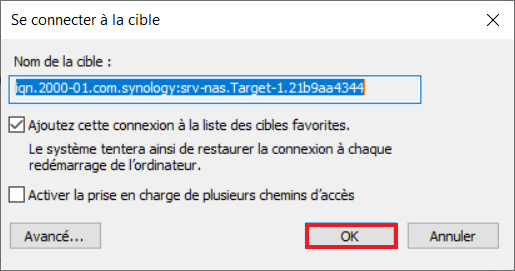 Se connecter à la cible
Nom de la cible :
iqn.2000-01.com.synology:srv-nas.Target-1.21b9aa4344
Ajoutez cette connexion à la liste des cibles favorites.
Le système tentera ainsi de restaurer la connexion à chaque
redémarrage de l'ordinateur.
Activer la prise en charge de plusieurs chemins d'accès
Avancé... OK Annuler